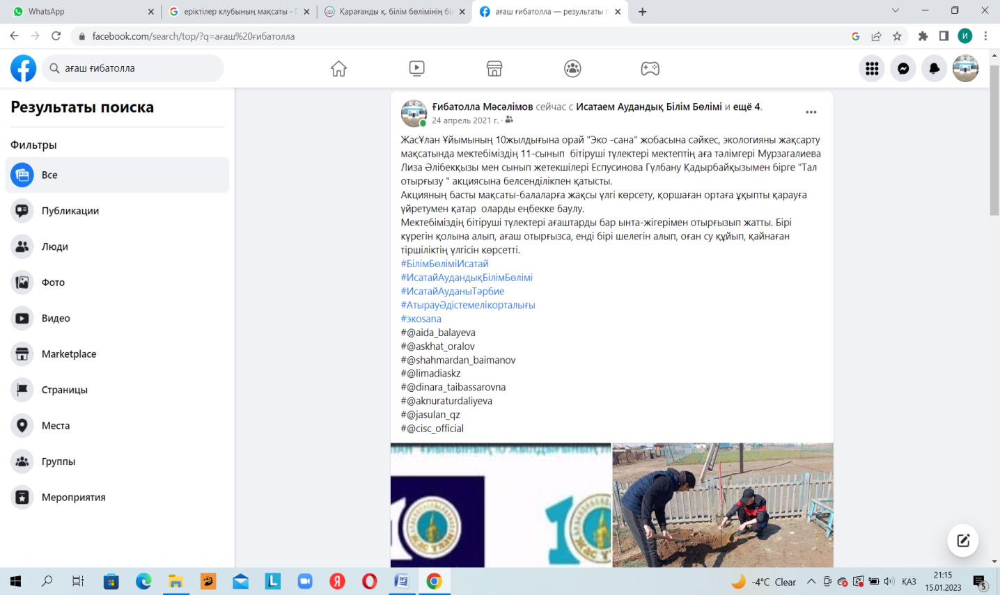 WhatsApp
еріктілер клубының мақсаты - 
Қарағанды қ. білім бөлімінің бі
ағаш ғибатолла — результаты п
facebook.com/search/top/?q=ағаш%20ғибатолла
И
ағаш ғибатолла
Результаты поиска
Фильтры
Все
Публикации
Люди
Фото
Видео
Marketplace
Страницы
Места
Группы
Мероприятия
Ғибатолла Мәсәлімов сейчас с Исатаем Аудандық Білім Бөлімі и ещё 4.
24 апрель 2021 г. ·
ЖасҰлан Ұйымының 10жылдығына орай "Эко -сана" жобасына сәйкес, экологияны жақсарту
мақсатында мектебіміздің 11-сынып бітіруші түлектері мектептің аға тәлімгері Мурзагалиева
Лиза Әлібекқызы мен сынып жетекшілері Еспусинова Гүлбану Қадырбайқызымен бірге "Тал
отырғызу " акциясына белсенділікпен қатысты.
Акцияның басты мақсаты-балаларға жақсы үлгі көрсету, қоршаған ортаға ұқыпты қарауға
үйретумен қатар оларды еңбекке баулу.
Мектебіміздің бітіруші түлектері ағаштарды бар ынта-жігерімен отырғызып жатты. Бірі
күрегін қолына алып, ағаш отырғызса, енді бірі шелегін алып, оған су құйып, қайнаған
тіршіліктің үлгісін көрсетті.
#БілімБөліміИсатай
#ИсатайАудандықБілімБөлімі
#ИсатайАуданыТәрбие
#АтырауӘдістемелікорталығы
#экоsana
#@aida_balayeva
#@askhat_oralov
#@shahmardan_baimanov
#@limadiaskz
#@dinara_taibassarovna
#@aknuraturdaliyeva
#@jasulan_qz
#@cisc_official
10
10
ЖАС ҰЛАН
-4°C Clear
ҚАЗ
21:15
15.01.2023
5